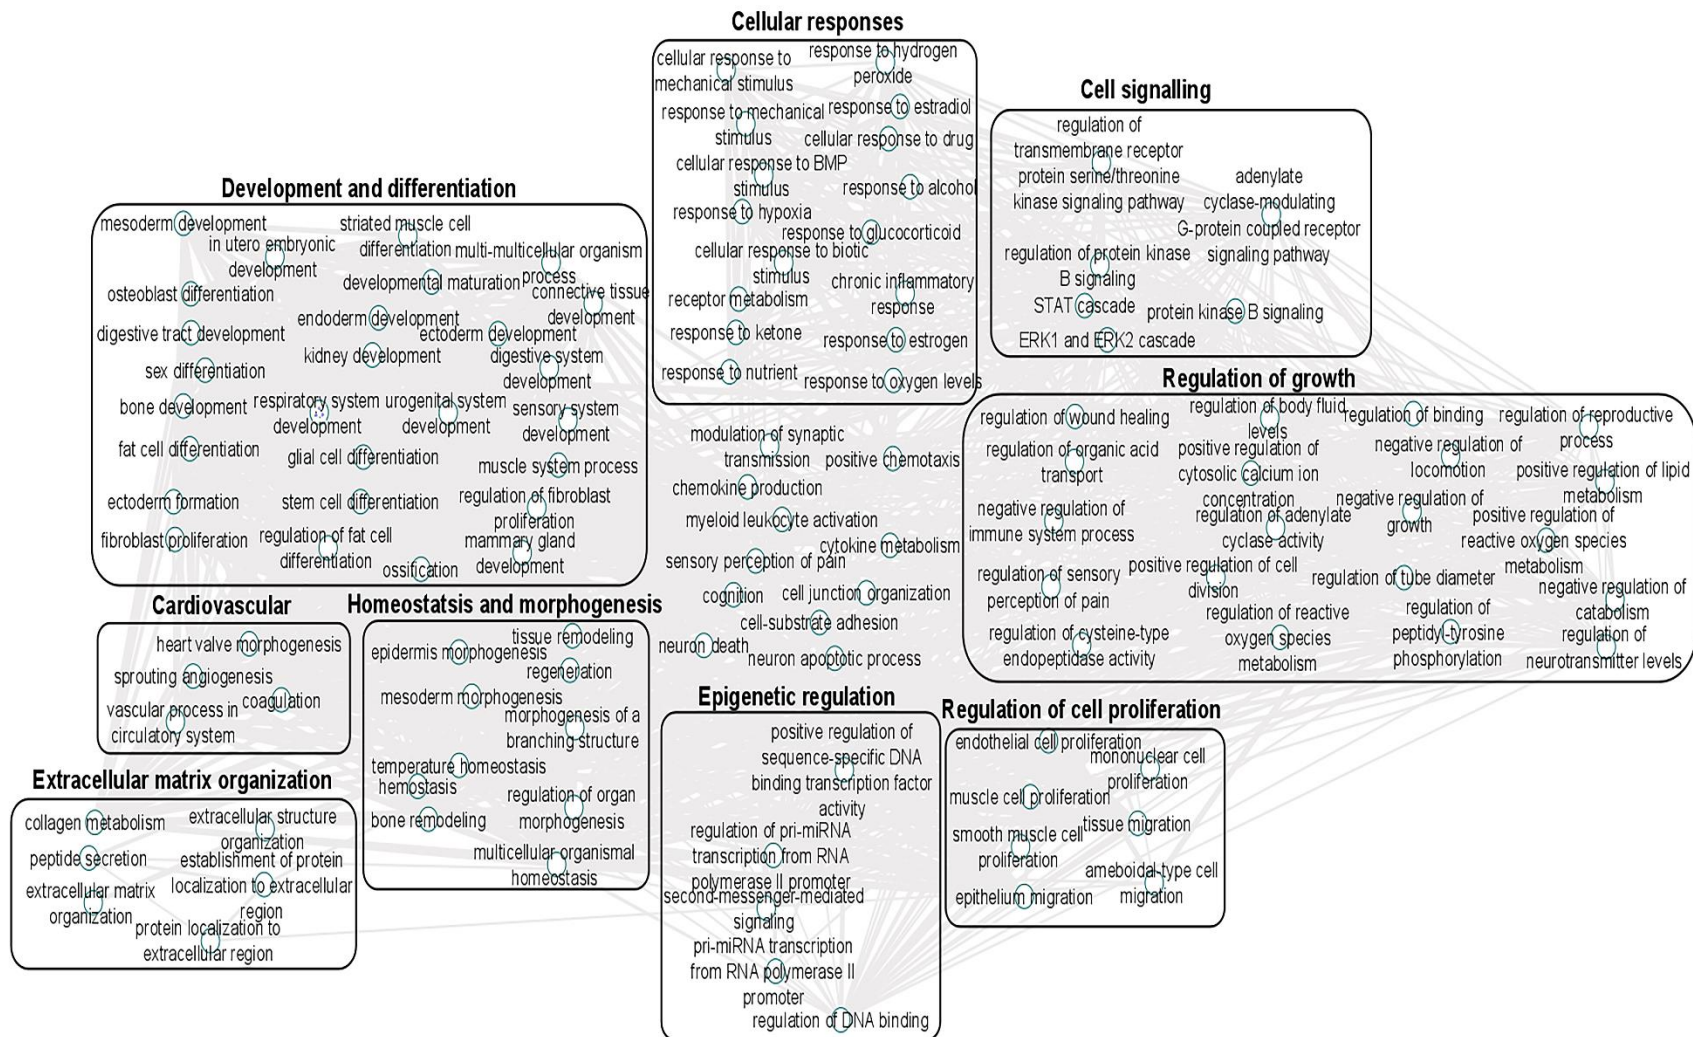 Cellular responses
cellular response to
mechanical stimulus
response to hydrogen
peroxide
response to mechanical
stimulus
response to estradiol
cellular response to drug
cellular response to BMP
stimulus
response to alcohol
response to hypoxia
response to glucocorticoid
cellular response to biotic
stimulus
chronic inflammatory
response
receptor metabolism
response to ketone
response to estrogen
response to nutrient
response to oxygen levels
Cell signalling
regulation of
transmembrane receptor
protein serine/threonine
kinase signaling pathway
adenylate
cyclase-modulating
G-protein coupled receptor
signaling pathway
regulation of protein kinase
B signaling
STAT cascade
protein kinase B signaling
ERK1 and ERK2 cascade
Development and differentiation
mesoderm development
in utero embryonic
development
striated muscle cell
differentiation
multi-multicellular organism
process
osteoblast differentiation
developmental maturation
connective tissue
development
digestive tract development
endoderm development
ectoderm development
kidney development
digestive system
development
sex differentiation
bone development
respiratory system
development
urogenital system
development
sensory system
development
fat cell differentiation
glial cell differentiation
muscle system process
ectoderm formation
stem cell differentiation
regulation of fibroblast
proliferation
fibroblast proliferation
regulation of fat cell
differentiation
ossification
mammary gland
development
modulation of synaptic
transmission
positive chemotaxis
chemokine production
myeloid leukocyte activation
cytokine metabolism
sensory perception of pain
cognition
cell junction organization
cell-substrate adhesion
neuron death
neuron apoptotic process
Regulation of growth
regulation of wound healing
regulation of body fluid
levels
regulation of binding
regulation of reproductive
process
regulation of organic acid
transport
positive regulation of
cytosolic calcium ion
concentration
negative regulation of
locomotion
positive regulation of lipid
metabolism
negative regulation of
immune system process
regulation of adenylate
cyclase activity
negative regulation of
growth
positive regulation of
reactive oxygen species
metabolism
regulation of sensory
perception of pain
positive regulation of cell
division
regulation of tube diameter
negative regulation of
catabolism
regulation of cysteine-type
endopeptidase activity
regulation of reactive
oxygen species
metabolism
regulation of
peptidyl-tyrosine
phosphorylation
regulation of
neurotransmitter levels
Cardiovascular
heart valve morphogenesis
sprouting angiogenesis
coagulation
vascular process in
circulatory system
Homeostatsis and morphogenesis
tissue remodeling
epidermis morphogenesis
regeneration
mesoderm morphogenesis
morphogenesis of a
branching structure
temperature homeostasis
hemostasis
regulation of organ
morphogenesis
bone remodeling
multicellular organismal
homeostasis
Extracellular matrix organization
collagen metabolism
extracellular structure
organization
peptide secretion
establishment of protein
localization to extracellular
region
extracellular matrix
organization
protein localization to
extracellular region
Epigenetic regulation
positive regulation of
sequence-specific DNA
binding transcription factor
activity
regulation of pri-miRNA
transcription from RNA
polymerase II promoter
second-messenger-mediated
signaling
pri-miRNA transcription
from RNA polymerase II
promoter
regulation of DNA binding
Regulation of cell proliferation
endothelial cell proliferation
mononuclear cell
proliferation
muscle cell proliferation
tissue migration
smooth muscle cell
proliferation
ameboidal-type cell
migration
epithelium migration